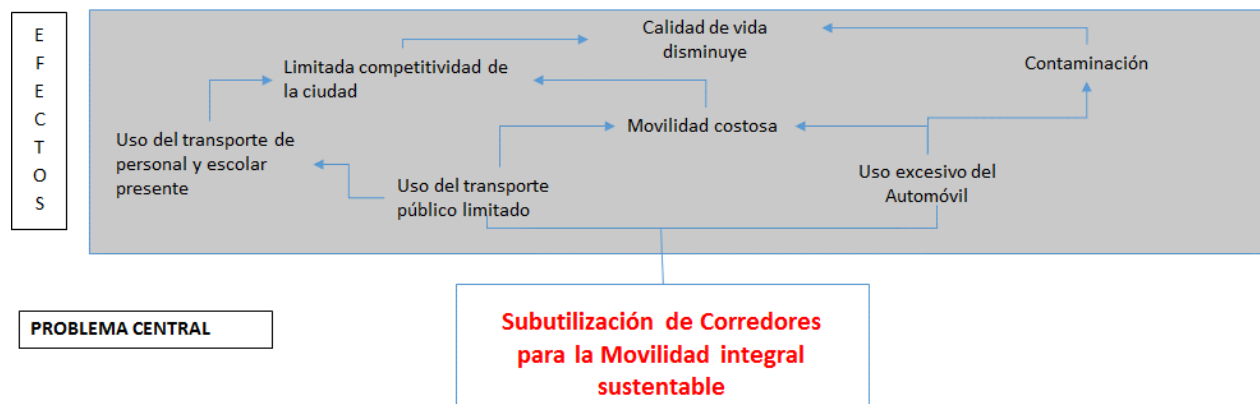 E
F
E
C
T
O
S
Calidad de vida
disminuye
Limitada competitividad de
la ciudad
Contaminación
Uso del transporte de
personal y escolar
presente
Movilidad costosa
Uso del transporte
público limitado
Uso excesivo del
Automóvil
PROBLEMA CENTRAL
Subutilización de Corredores
para la Movilidad integral
sustentable